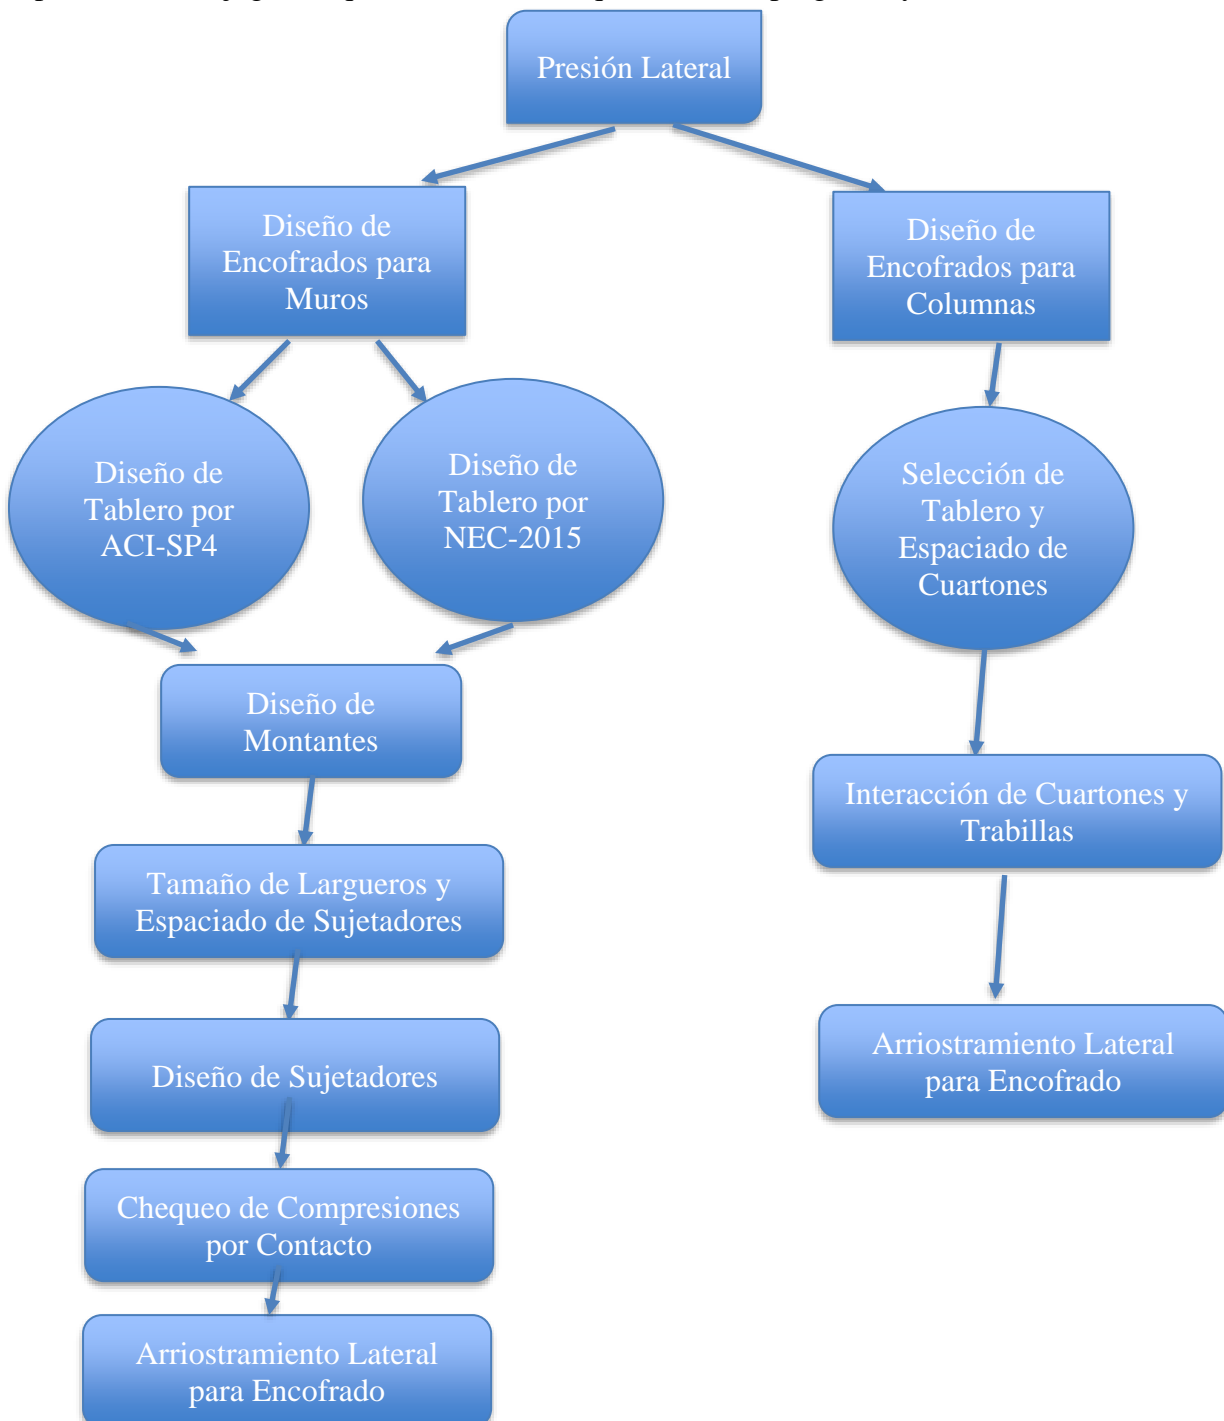 Presión Lateral
Diseño de
Encofrados para
Muros
Diseño de
Encofrados para
Columnas
Diseño de
Tablero por
ACI-SP4
Diseño de
Tablero por
NEC-2015
Selección de
Tablero y
Espaciado de
Cuartones
Diseño de
Montantes
Interacción de Cuartones y
Trabillas
Tamaño de Largueros y
Espaciado de Sujetadores
Diseño de Sujetadores
Arriostramiento Lateral
para Encofrado
Chequeo de Compresiones
por Contacto
Arriostramiento Lateral
para Encofrado